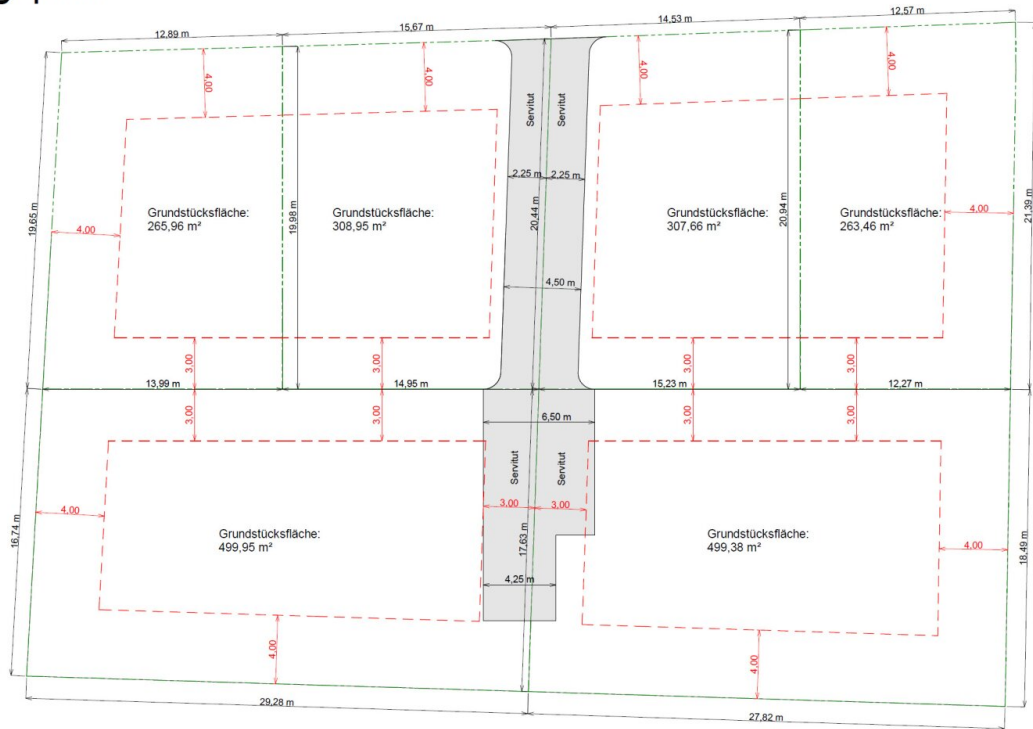 12,89 m
15,67 m
14,53 m
12,57 m
4,00
4,00
4,00
4,00
Servitut
Servitut
2,25 m
2,25 m
19,65 m
19,98 m
20,44 m
20,94 m
21,39 m
Grundstücksfläche:
265,96 m²
Grundstücksfläche:
308,95 m²
Grundstücksfläche:
307,66 m²
Grundstücksfläche:
263,46 m²
4,00
4,00
4,50 m
3,00
3,00
3,00
3,00
13,99 m
14,95 m
15,23 m
12,27 m
3,00
3,00
3,00
3,00
6,50 m
Servitut
Servitut
16,74 m
4,00
3,00
3,00
17,63 m
4,00
18,49 m
Grundstücksfläche:
499,95 m²
Grundstücksfläche:
499,38 m²
4,25 m
4,00
4,00
29,28 m
27,82 m